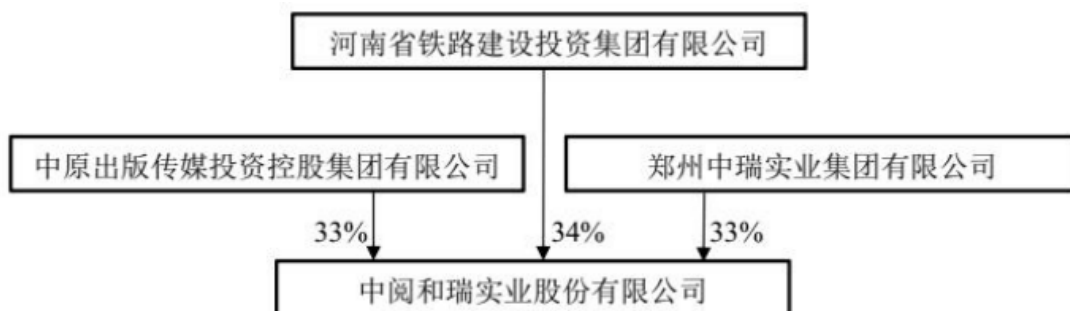 河南省铁路建设投资集团有限公司
中原出版传媒投资控股集团有限公司
郑州中瑞实业集团有限公司
33%
34%
33%
中阅和瑞实业股份有限公司